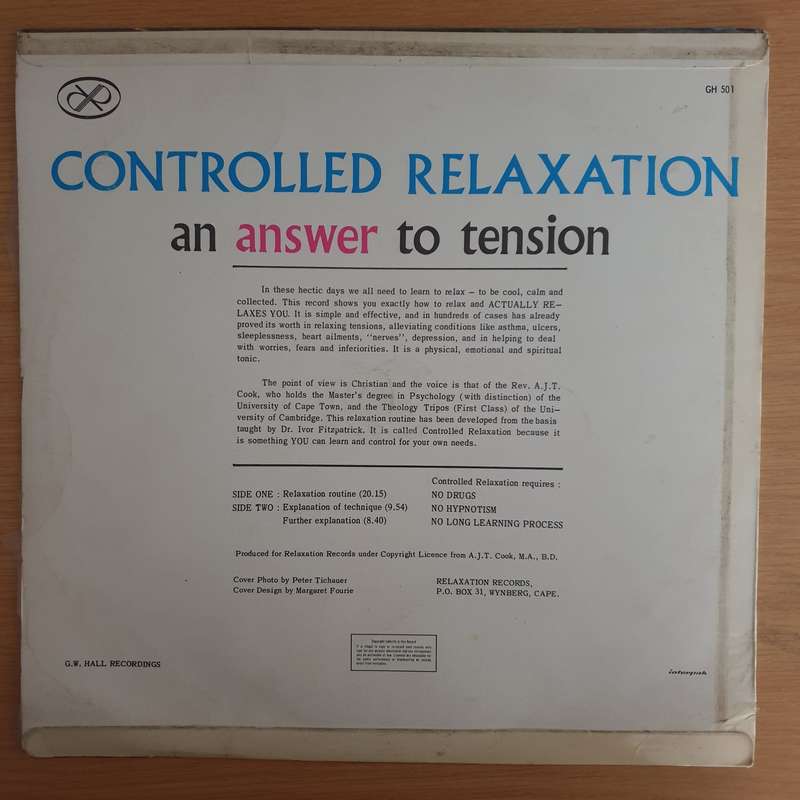 GH 501
CONTROLLED RELAXATION
an answer to tension
In these hectic days we all need to learn to relax — to be cool, calm and
collected. This record shows you exactly how to relax and ACTUALLY RE-
LAXES YOU. It is simple and effective, and in hundreds of cases has already
proved its worth in relaxing tensions, alleviating conditions like asthma, ulcers,
sleeplessness, heart ailments, "nerves", depression, and in helping to deal
with worries, fears and inferiorities. It is a physical, emotional and spiritual
tonic.
The point of view is Christian and the voice is that of the Rev. A.J.T.
Cook, who holds the Master's degree in Psychology (with distinction) of the
University of Cape Town, and the Theology Tripos (First Class) of the Uni-
versity of Cambridge. This relaxation routine has been developed from the basis
taught by Dr. Ivor Fitzpatrick. It is called Controlled Relaxation because it
is something YOU can learn and control for your own needs.
SIDE ONE : Relaxation routine (20.15)
SIDE TWO : Explanation of technique (9.54)
Further explanation (8.40)
Controlled Relaxation requires :
NO DRUGS
NO HYPNOTISM
NO LONG LEARNING PROCESS
Produced for Relaxation Records under Copyright Licence from A.J.T. Cook, M.A., B.D.
Cover Photo by Peter Tichauer
Cover Design by Margaret Fourie
RELAXATION RECORDS,
P.O. BOX 31, WYNBERG, CAPE.
G.W. HALL RECORDINGS
interpak